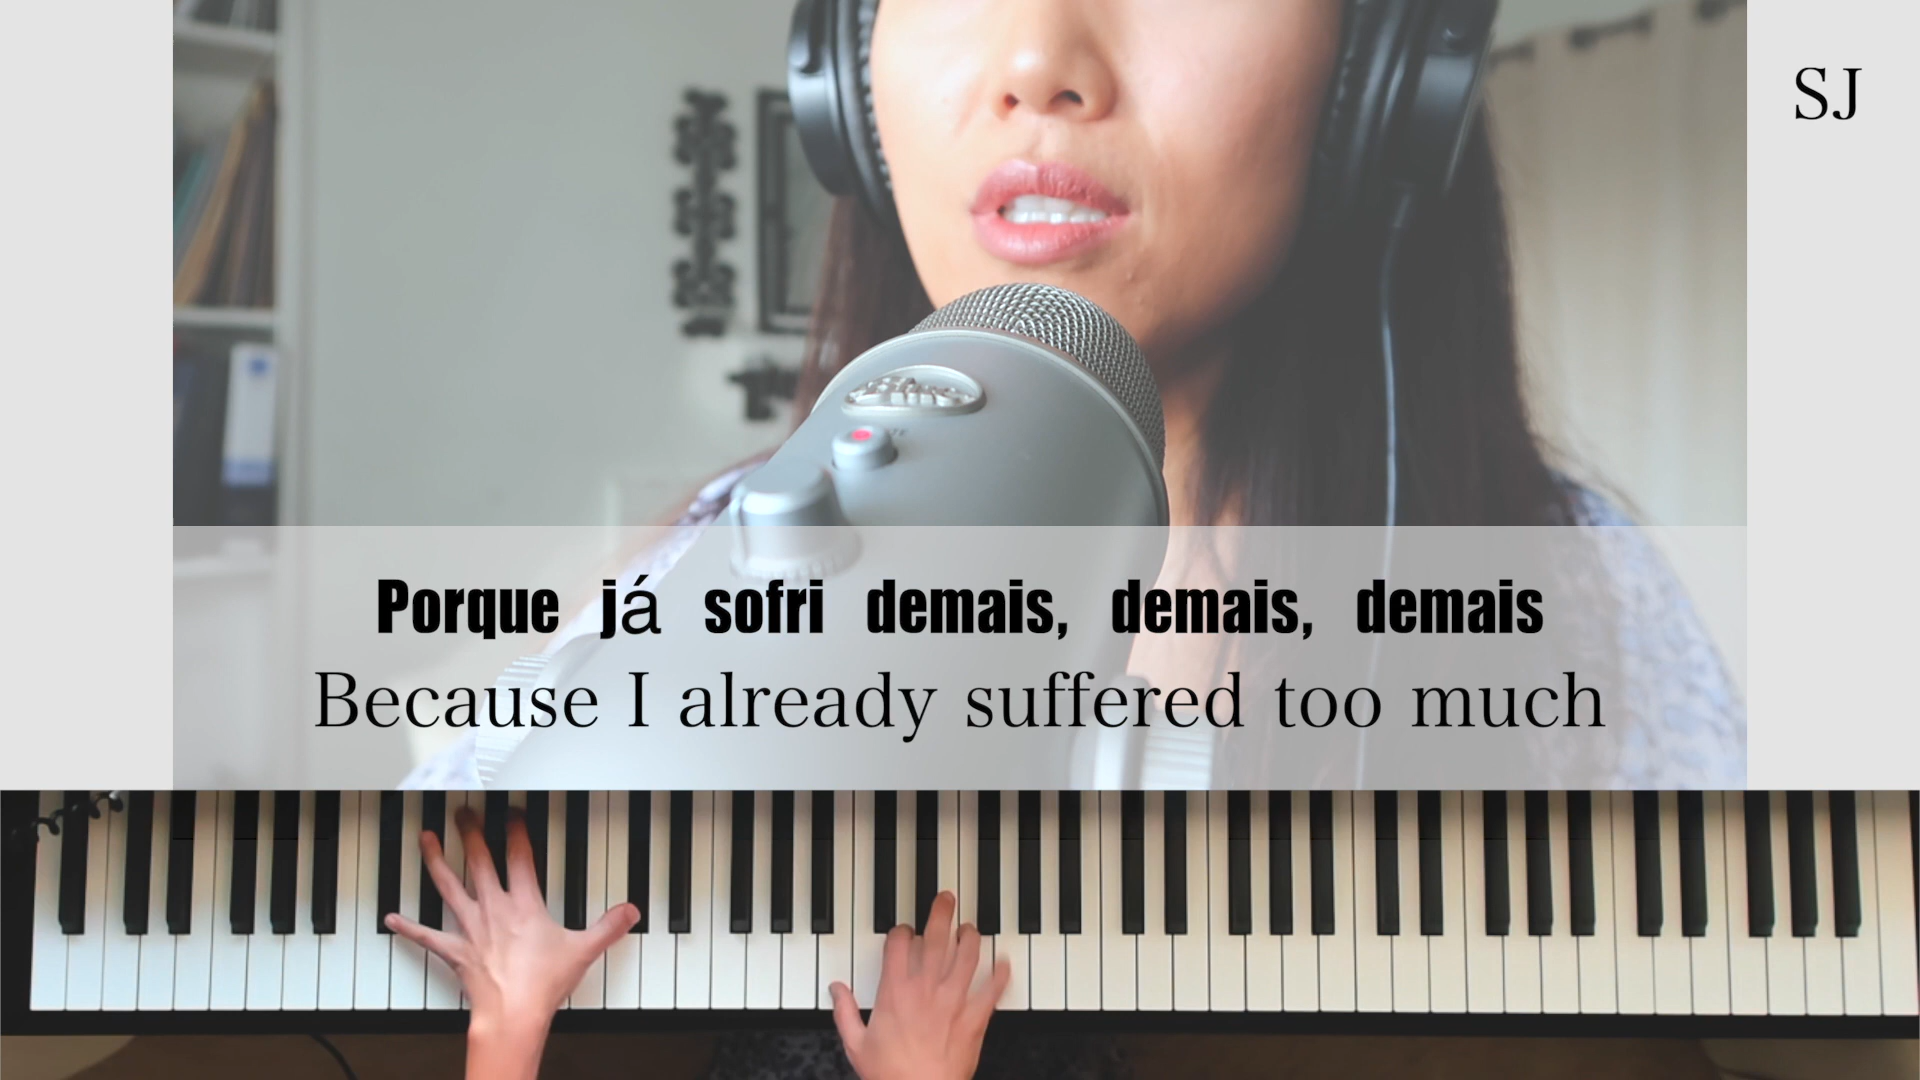 SJ
Porque já sofri demais, demais, demais
Because I already suffered too much